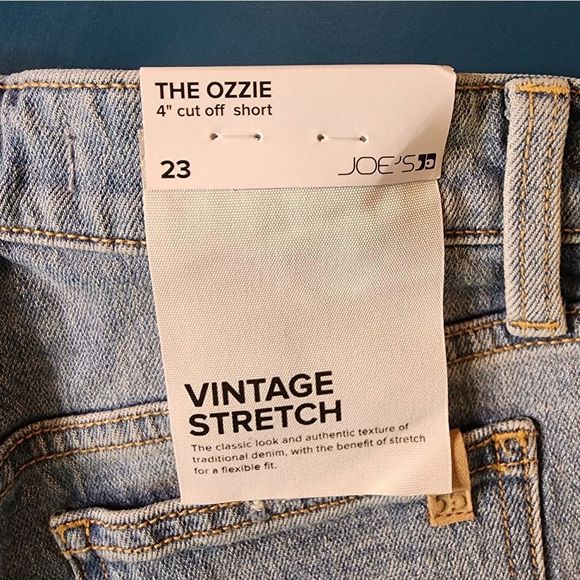 THE OZZIE
4" cut off short
23
JOE'S
VINTAGE
STRETCH
The classic look and authentic texture of
traditional denim, with the benefit of stretch
for a flexible fit.